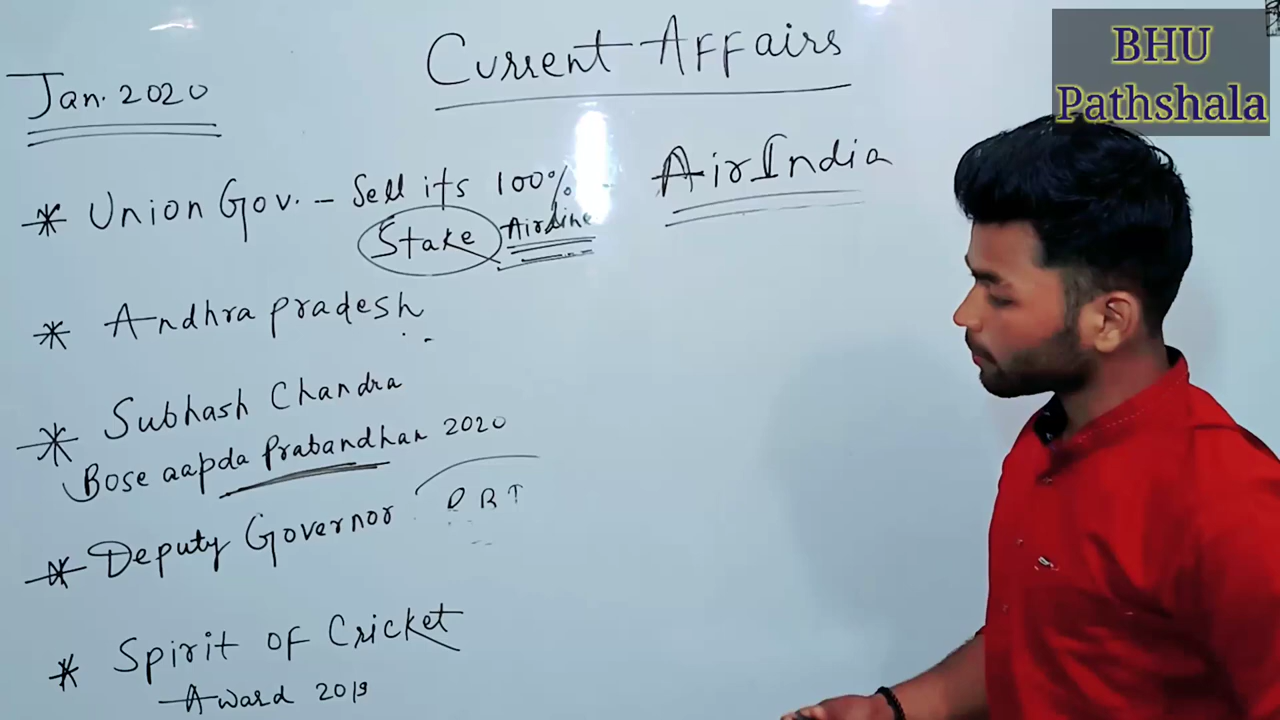 Current Affairs
BHU
Pathshala
Jan. 2020
* Union Gov. - Sell its 100% - Air India
Stake Airline
* Andhra pradesh
* Subhash Chandra
Bose aapda Prabandhan 2020
* Deputy Governor
* Spirit of Cricket
Award 2019